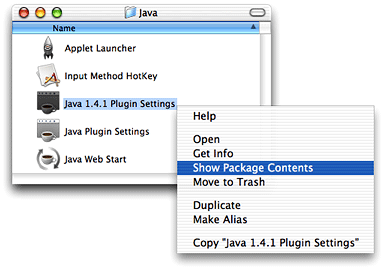 Java
Name
Applet Launcher
Input Method HotKey
Java 1.4.1 Plugin Settings
Java Plugin Settings
Java Web Start
Help
Open
Get Info
Show Package Contents
Move to Trash
Duplicate
Make Alias
Copy "Java 1.4.1 Plugin Settings"